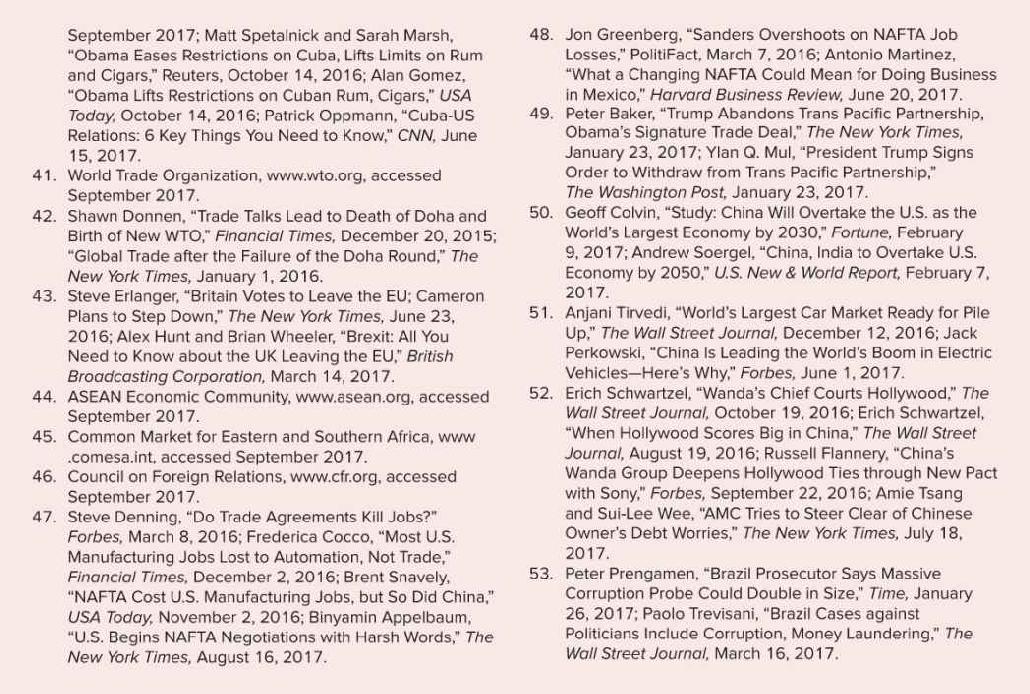 September 2017; Matt Spetalnick and Sarah Marsh,
“Obama Eases Restrictions on Cuba, Lifts Limits on Rum
and Cigars,” Reuters, October 14, 2016; Alan Gomez,
“Obama Lifts Restrictions on Cuban Rum, Cigars,” USA
Today, October 14, 2016; Patrick Oppmann, “Cuba-US
Relations: 6 Key Things You Need to Know,” CNN, June
15, 2017.
41. World Trade Organization, www.wto.org, accessed
September 2017.
42. Shawn Donnen, “Trade Talks Lead to Death of Doha and
Birth of New WTO,” Financial Times, December 20, 2015;
“Global Trade after the Failure of the Doha Round,” The
New York Times, January 1, 2016.
43. Steve Erlanger, “Britain Votes to Leave the EU; Cameron
Plans to Step Down,” The New York Times, June 23,
2016; Alex Hunt and Brian Wheeler, “Brexit: All You
Need to Know about the UK Leaving the EU,” British
Broadcasting Corporation, March 14, 2017.
44. ASEAN Economic Community, www.asean.org, accessed
September 2017.
45. Common Market for Eastern and Southern Africa, www
.comesa.int, accessed September 2017.
46. Council on Foreign Relations, www.cfr.org, accessed
September 2017.
47. Steve Denning, “Do Trade Agreements Kill Jobs?”
Forbes, March 8, 2016; Frederica Cocco, “Most U.S.
Manufacturing Jobs Lost to Automation, Not Trade,”
Financial Times, December 2, 2016; Brent Snavely,
“NAFTA Cost U.S. Manufacturing Jobs, but So Did China,”
USA Today, November 2, 2016; Binyamin Appelbaum,
“U.S. Begins NAFTA Negotiations with Harsh Words,” The
New York Times, August 16, 2017.
48. Jon Greenberg, “Sanders Overshoots on NAFTA Job
Losses,” PolitiFact, March 7, 2016; Antonio Martinez,
“What a Changing NAFTA Could Mean for Doing Business
in Mexico,” Harvard Business Review, June 20, 2017.
49. Peter Baker, “Trump Abandons Trans Pacific Partnership,
Obama’s Signature Trade Deal,” The New York Times,
January 23, 2017; Ylan Q. Mul, “President Trump Signs
Order to Withdraw from Trans Pacific Partnership,”
The Washington Post, January 23, 2017.
50. Geoff Colvin, “Study: China Will Overtake the U.S. as the
World’s Largest Economy by 2030,” Fortune, February
9, 2017; Andrew Soergel, “China, India to Overtake U.S.
Economy by 2050,” U.S. New & World Report, February 7,
2017.
51. Anjani Tirvedi, “World’s Largest Car Market Ready for Pile
Up,” The Wall Street Journal, December 12, 2016; Jack
Perkowski, “China Is Leading the World’s Boom in Electric
Vehicles—Here’s Why,” Forbes, June 1, 2017.
52. Erich Schwartzel, “Wanda’s Chief Courts Hollywood,” The
Wall Street Journal, October 19, 2016; Erich Schwartzel,
“When Hollywood Scores Big in China,” The Wall Street
Journal, August 19, 2016; Russell Flannery, “China’s
Wanda Group Deepens Hollywood Ties through New Pact
with Sony,” Forbes, September 22, 2016; Amie Tsang
and Sui-Lee Wee, “AMC Tries to Steer Clear of Chinese
Owner’s Debt Worries,” The New York Times, July 18,
2017.
53. Peter Prengamen, “Brazil Prosecutor Says Massive
Corruption Probe Could Double in Size,” Time, January
26, 2017; Paolo Trevisani, “Brazil Cases against
Politicians Include Corruption, Money Laundering,” The
Wall Street Journal, March 16, 2017.